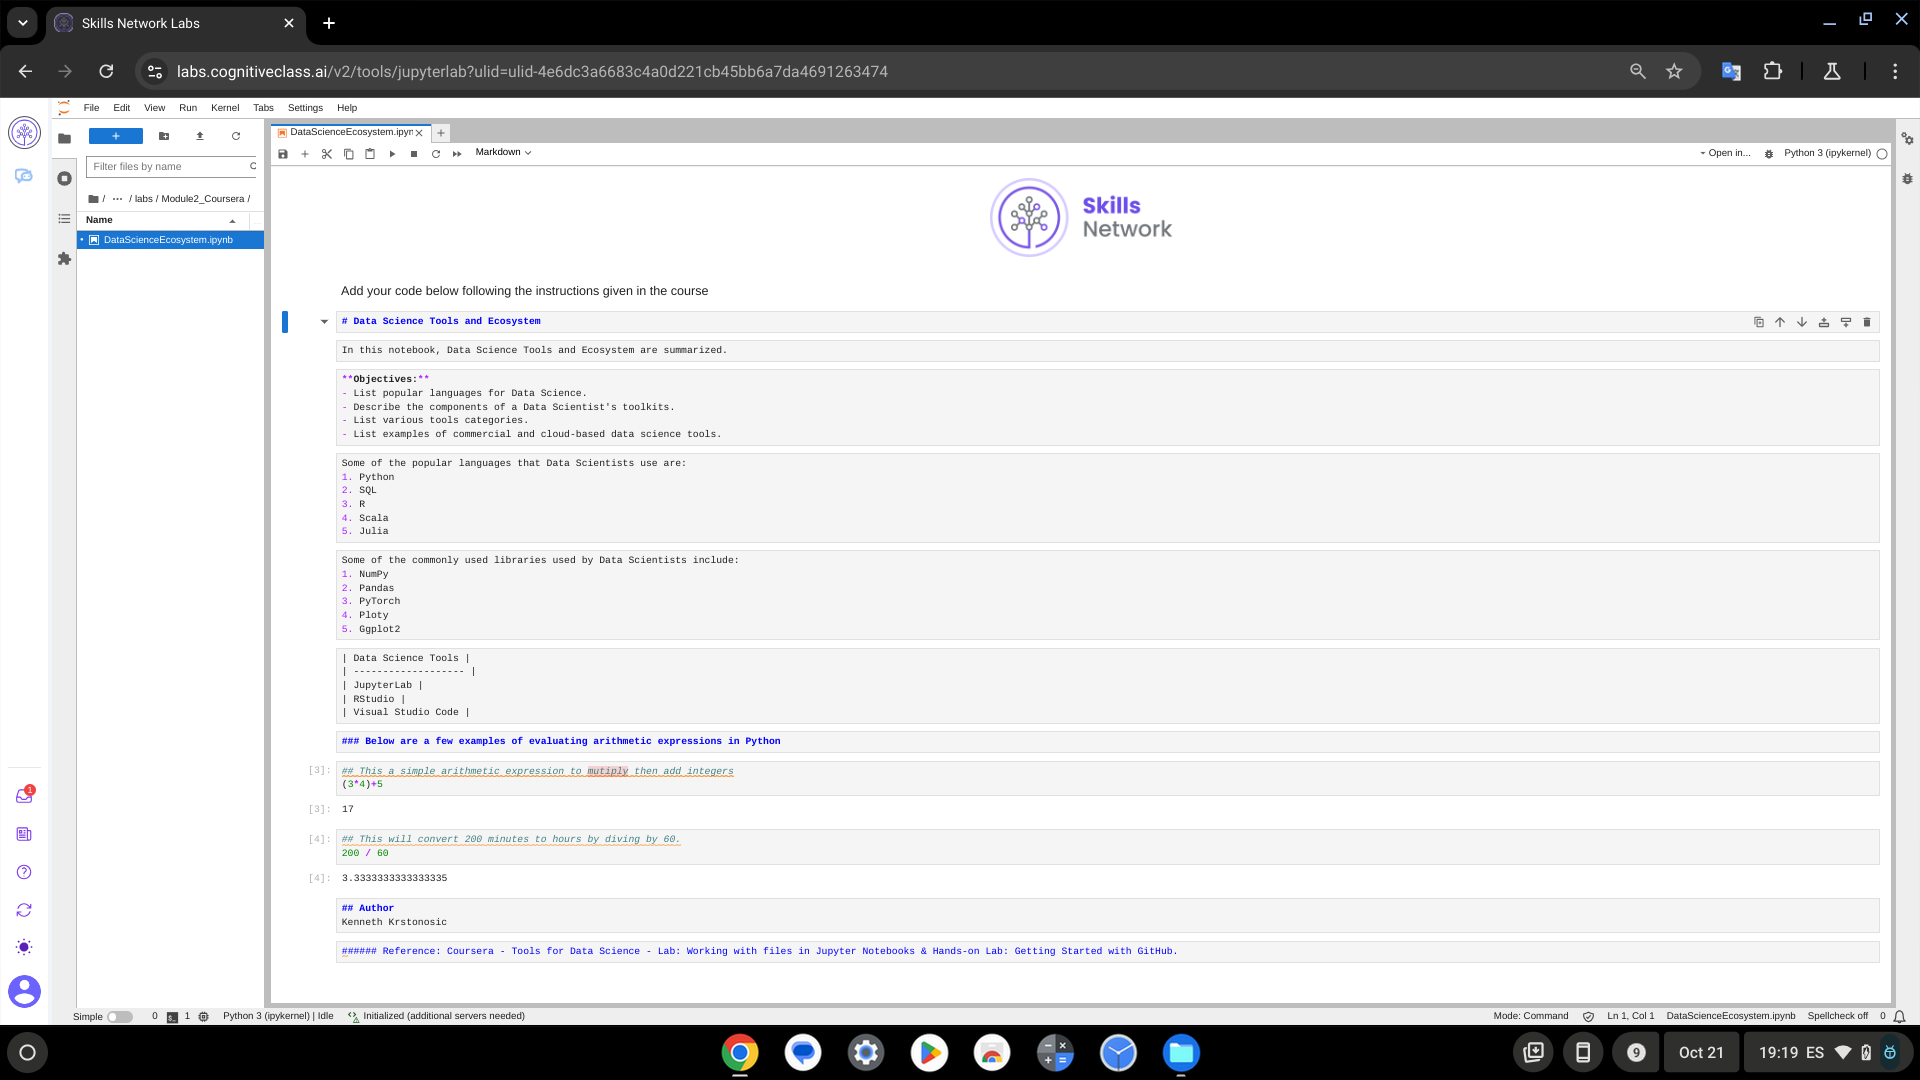 Skills Network Labs
labs.cognitiveclass.ai/v2/tools/jupyterlab?ulid=ulid-4e6dc3a6683c4a0d221cb45bb6a7da4691263474
File Edit View Run Kernel Tabs Settings Help
DataScienceEcosystem.ipyn
Filter files by name
Markdown
Open in...
Python 3 (ipykernel)
/ ··· / labs / Module2_Coursera /
Name
DataScienceEcosystem.ipynb
Skills
Network
Add your code below following the instructions given in the course
# Data Science Tools and Ecosystem
In this notebook, Data Science Tools and Ecosystem are summarized.
**Objectives:**
- List popular languages for Data Science.
- Describe the components of a Data Scientist's toolkits.
- List various tools categories.
- List examples of commercial and cloud-based data science tools.
Some of the popular languages that Data Scientists use are:
1. Python
2. SQL
3. R
4. Scala
5. Julia
Some of the commonly used libraries used by Data Scientists include:
1. NumPy
2. Pandas
3. PyTorch
4. Ploty
5. Ggplot2
| Data Science Tools |
| ------------------- |
| JupyterLab |
| RStudio |
| Visual Studio Code |
### Below are a few examples of evaluating arithmetic expressions in Python
[3]: ## This a simple arithmetic expression to mutiply then add integers
(3*4)+5
[3]: 17
[4]: ## This will convert 200 minutes to hours by diving by 60.
200 / 60
[4]: 3.3333333333333335
## Author
Kenneth Krstonosic
###### Reference: Coursera - Tools for Data Science - Lab: Working with files in Jupyter Notebooks & Hands-on Lab: Getting Started with GitHub.
1
Simple 0 1 Python 3 (ipykernel) | Idle Initialized (additional servers needed)
Mode: Command Ln 1, Col 1 DataScienceEcosystem.ipynb Spellcheck off 0
9 Oct 21 19:19 ES